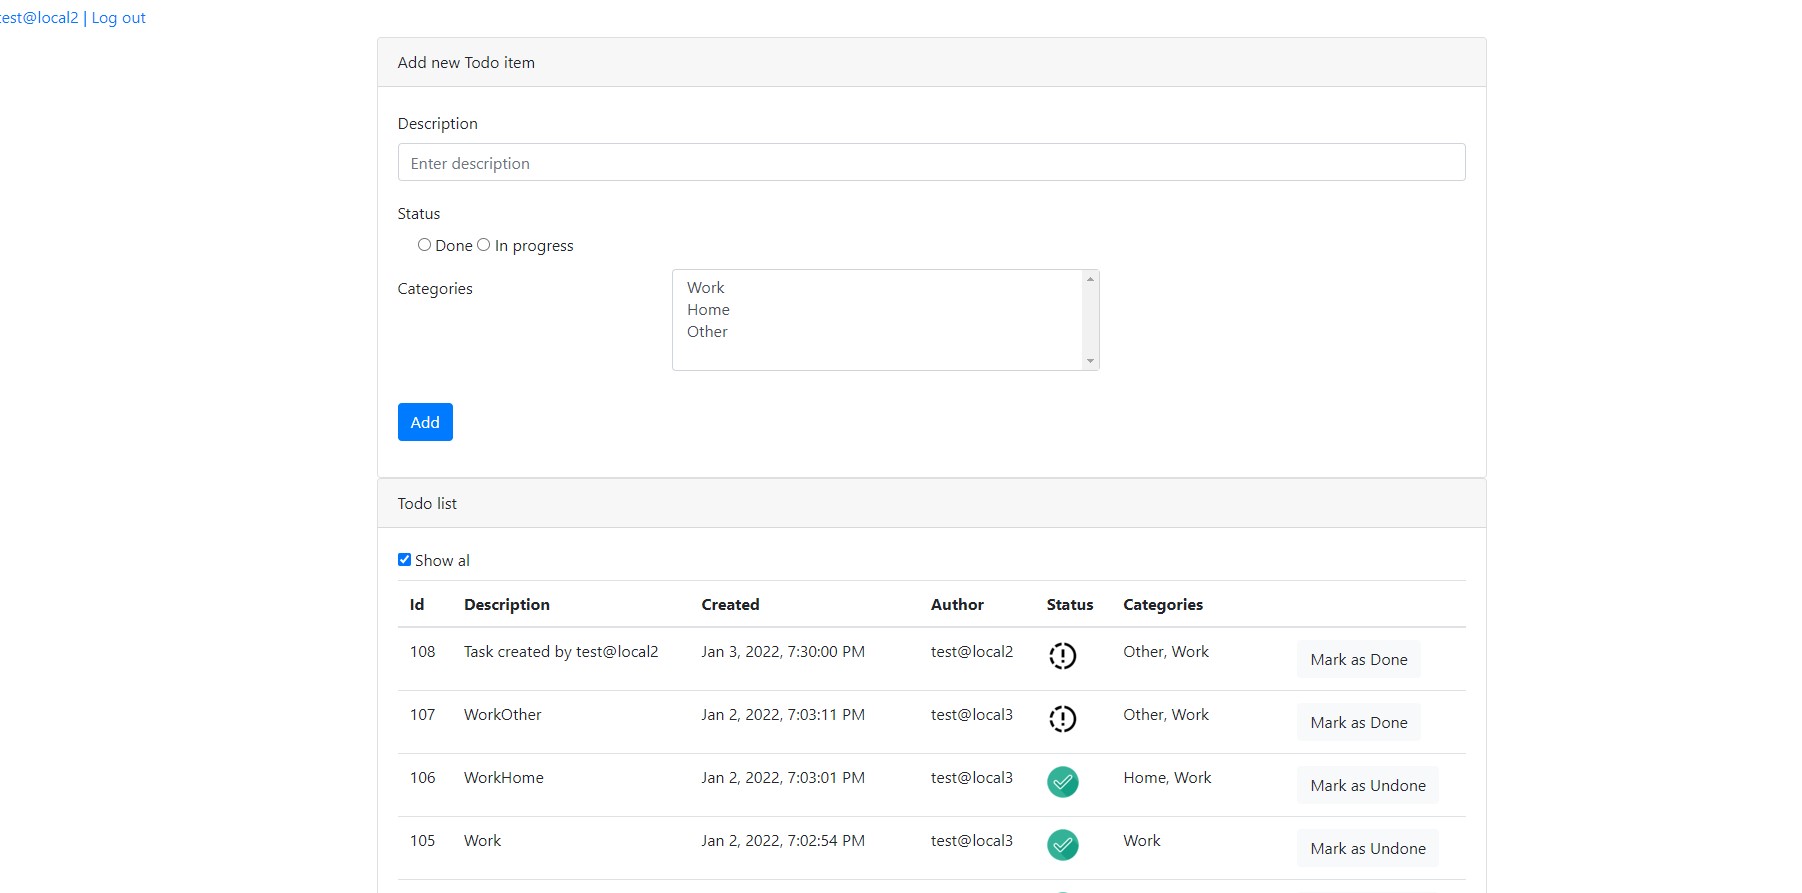 test@local2 | Log out
Add new Todo item
Description
Enter description
Status
Done In progress
Categories
Work
Home
Other
Add
Todo list
Show al
Id Description Created Author Status Categories
108 Task created by test@local2 Jan 3, 2022, 7:30:00 PM test@local2 Other, Work Mark as Done
107 WorkOther Jan 2, 2022, 7:03:11 PM test@local3 Other, Work Mark as Done
106 WorkHome Jan 2, 2022, 7:03:01 PM test@local3 Home, Work Mark as Undone
105 Work Jan 2, 2022, 7:02:54 PM test@local3 Work Mark as Undone